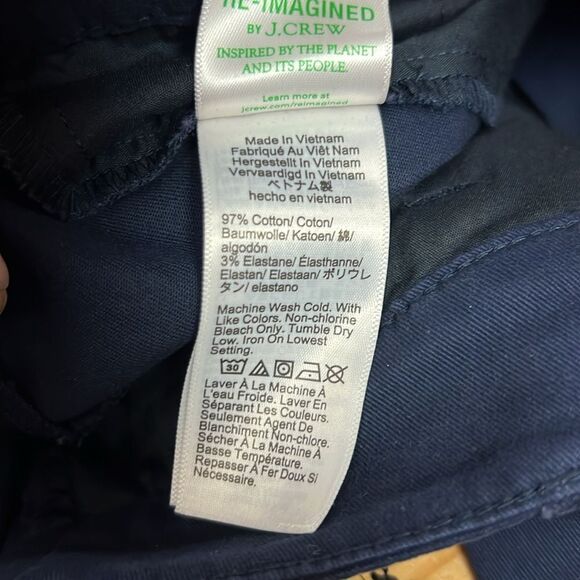 RE-IMAGINED
BY J.CREW
INSPIRED BY THE PLANET
AND ITS PEOPLE.
Learn more at
jcrew.com/reimagined
Made In Vietnam
Fabriqué Au Viêt Nam
Hergestellt In Vietnam
Vervaardigd In Vietnam
ベトナム製
hecho en vietnam
97% Cotton/ Coton/
Baumwolle/ Katoen/ 綿/
algodón
3% Elastane/ Élasthanne/
Elastan/ Elastaan/ ポリウレ
タン/ elastano
Machine Wash Cold. With
Like Colors. Non-chlorine
Bleach Only. Tumble Dry
Low. Iron On Lowest
Setting.
30
Laver À La Machine À
L'eau Froide. Laver En
Séparant Les Couleurs.
Seulement Agent De
Blanchiment Non-chlore.
Sécher À La Machine À
Basse Température.
Repasser À Fer Doux Si
Nécessaire.